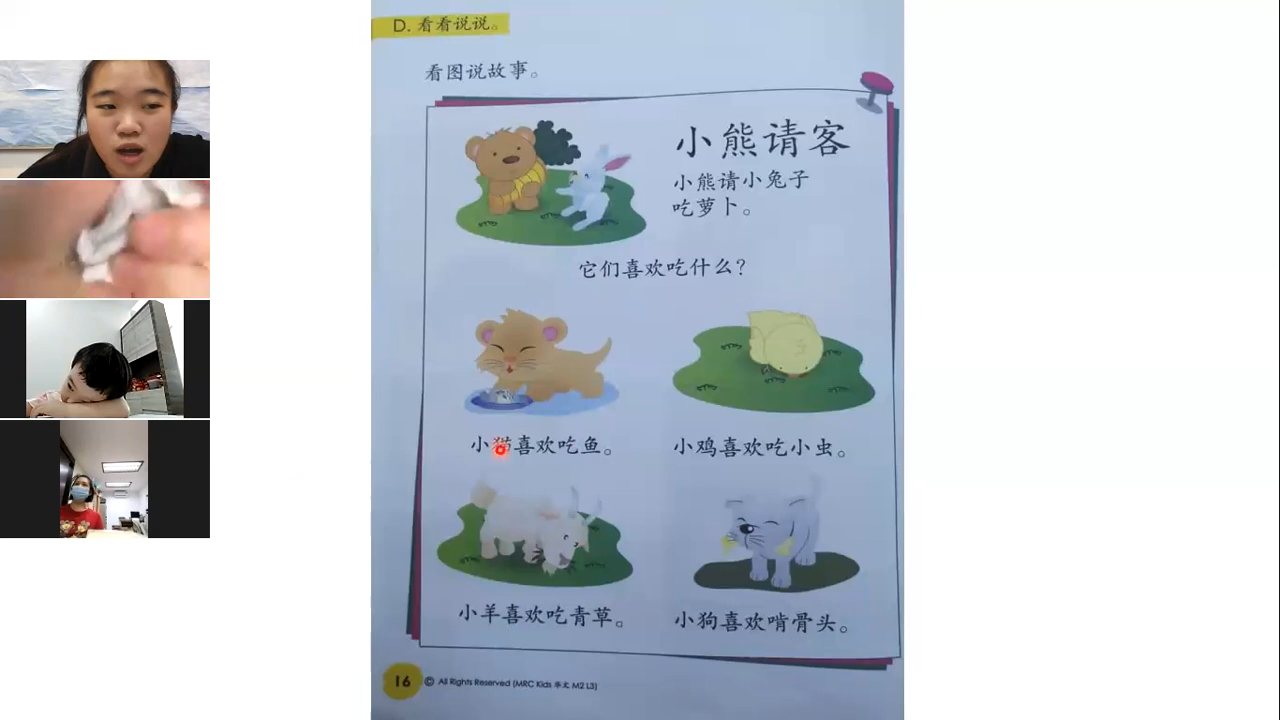 D. 看看说说。
看图说故事。
小熊请客
小熊请小兔子
吃萝卜。
它们喜欢吃什么?
小猫喜欢吃鱼。
小鸡喜欢吃小虫。
小羊喜欢吃青草。
小狗喜欢啃骨头。
16 © All Rights Reserved (MRC Kids 华文 M2 L3)